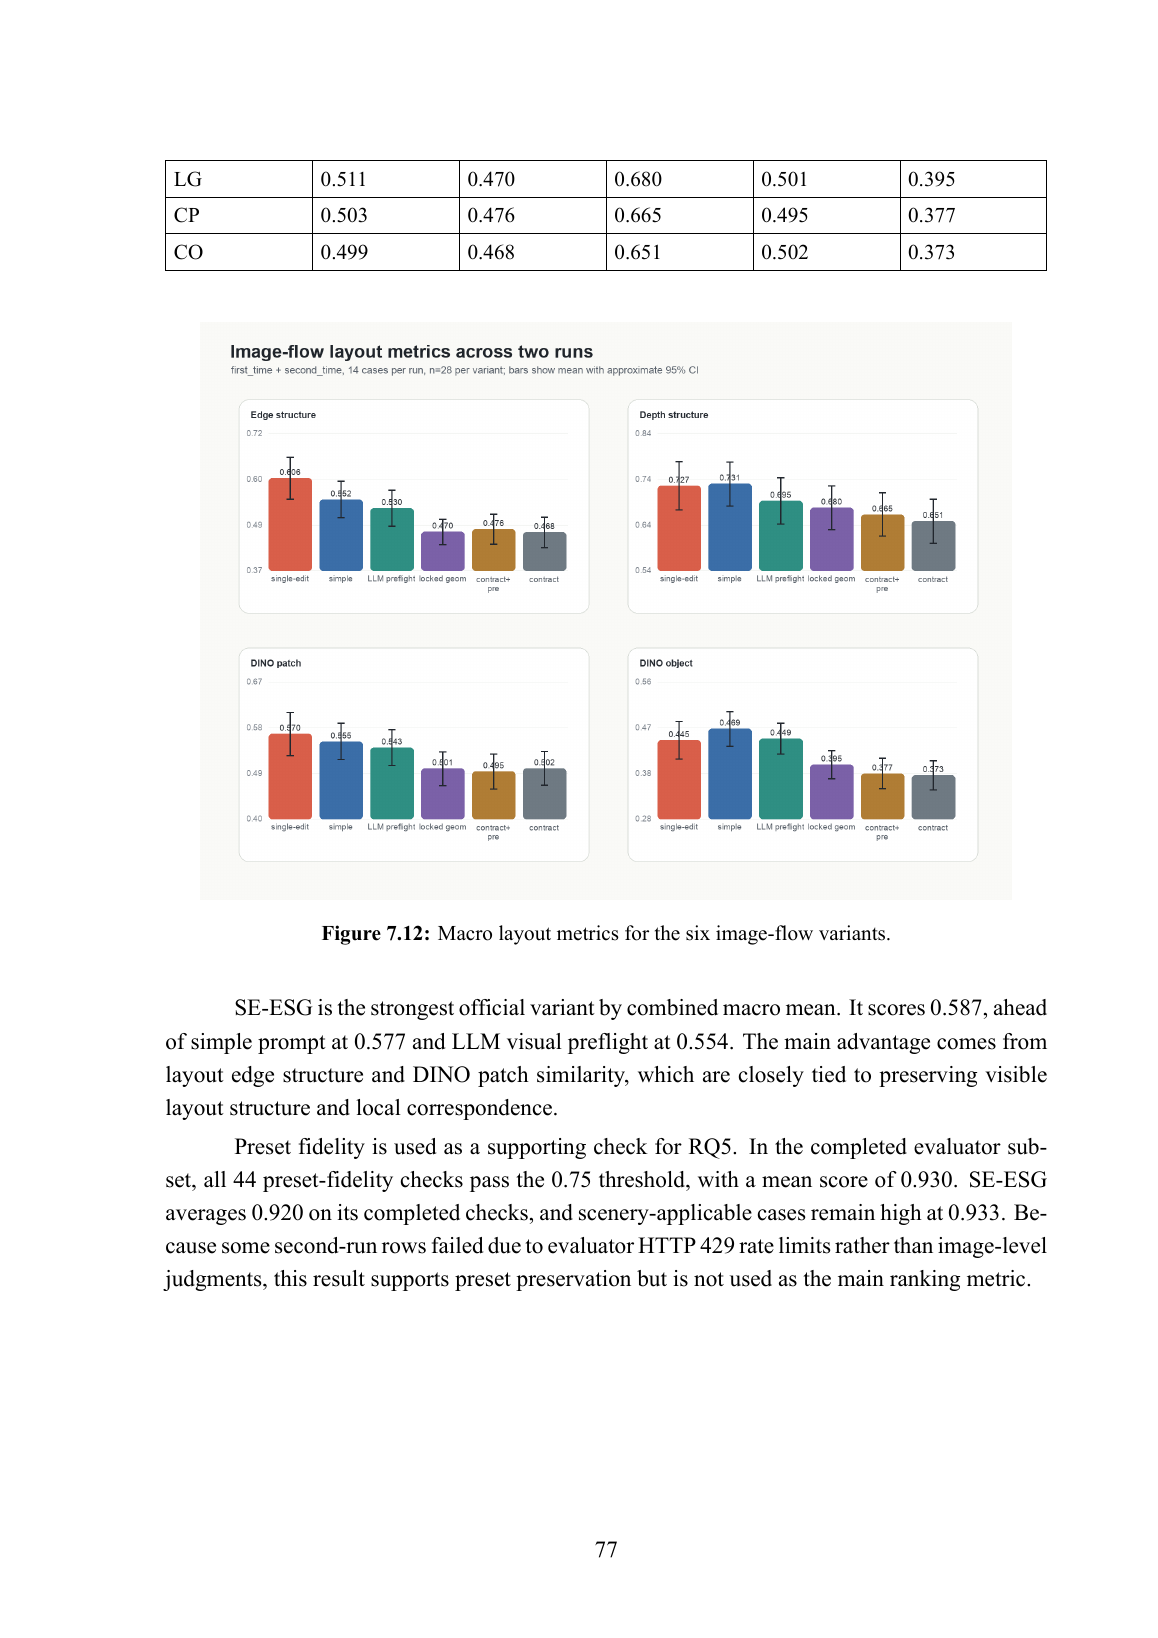 LG 0.511 0.470 0.680 0.501 0.395
CP 0.503 0.476 0.665 0.495 0.377
CO 0.499 0.468 0.651 0.502 0.373
Image-flow layout metrics across two runs
first_time + second_time, 14 cases per run, n=28 per variant; bars show mean with approximate 95% CI
Edge structure
0.72
0.60
0.49
0.37
0.606
0.552
0.530
0.470
0.476
0.468
single-edit simple LLM preflight locked geom contract+ contract
pre
Depth structure
0.84
0.74
0.64
0.54
0.727
0.731
0.695
0.680
0.665
0.651
single-edit simple LLM preflight locked geom contract+ contract
pre
DINO patch
0.67
0.58
0.49
0.40
0.570
0.555
0.543
0.501
0.495
0.502
single-edit simple LLM preflight locked geom contract+ contract
pre
DINO object
0.56
0.47
0.38
0.28
0.445
0.469
0.449
0.395
0.377
0.373
single-edit simple LLM preflight locked geom contract+ contract
pre
Figure 7.12: Macro layout metrics for the six image-flow variants.
SE-ESG is the strongest official variant by combined macro mean. It scores 0.587, ahead
of simple prompt at 0.577 and LLM visual preflight at 0.554. The main advantage comes from
layout edge structure and DINO patch similarity, which are closely tied to preserving visible
layout structure and local correspondence.
Preset fidelity is used as a supporting check for RQ5. In the completed evaluator sub-
set, all 44 preset-fidelity checks pass the 0.75 threshold, with a mean score of 0.930. SE-ESG
averages 0.920 on its completed checks, and scenery-applicable cases remain high at 0.933. Be-
cause some second-run rows failed due to evaluator HTTP 429 rate limits rather than image-level
judgments, this result supports preset preservation but is not used as the main ranking metric.
77